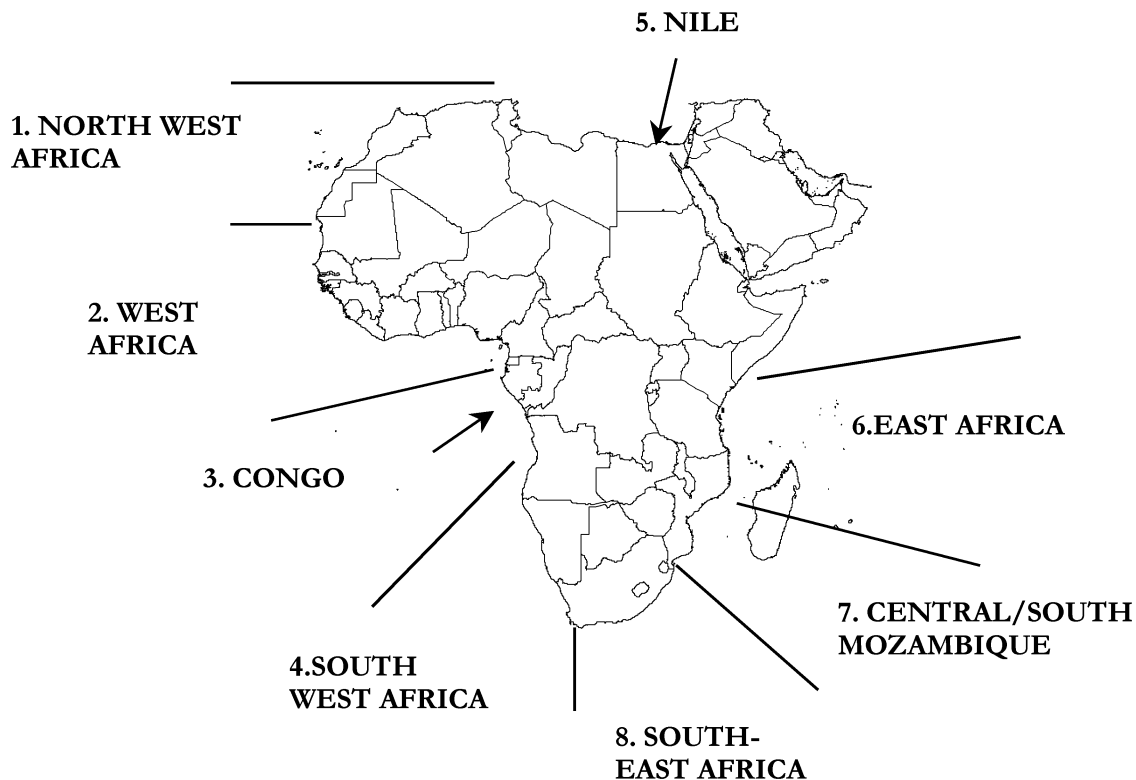 5. NILE
1. NORTH WEST
AFRICA
2. WEST
AFRICA
6.EAST AFRICA
3. CONGO
7. CENTRAL/SOUTH
MOZAMBIQUE
4.SOUTH
WEST AFRICA
8. SOUTH-
EAST AFRICA